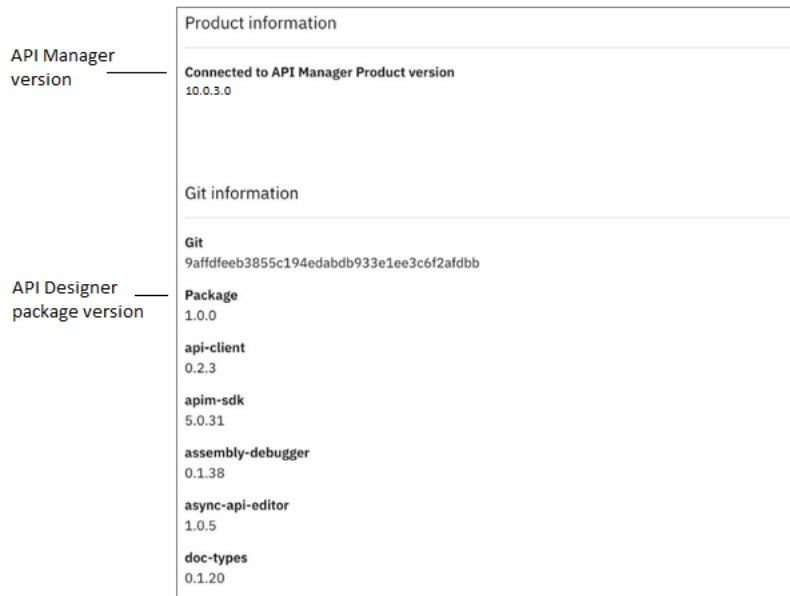 Product information
API Manager
version
Connected to API Manager Product version
10.0.3.0
Git information
Git
9affdfeeb3855c194edabdb933e1ee3c6f2afdbb
API Designer
package version
Package
1.0.0
api-client
0.2.3
apim-sdk
5.0.31
assembly-debugger
0.1.38
async-api-editor
1.0.5
doc-types
0.1.20